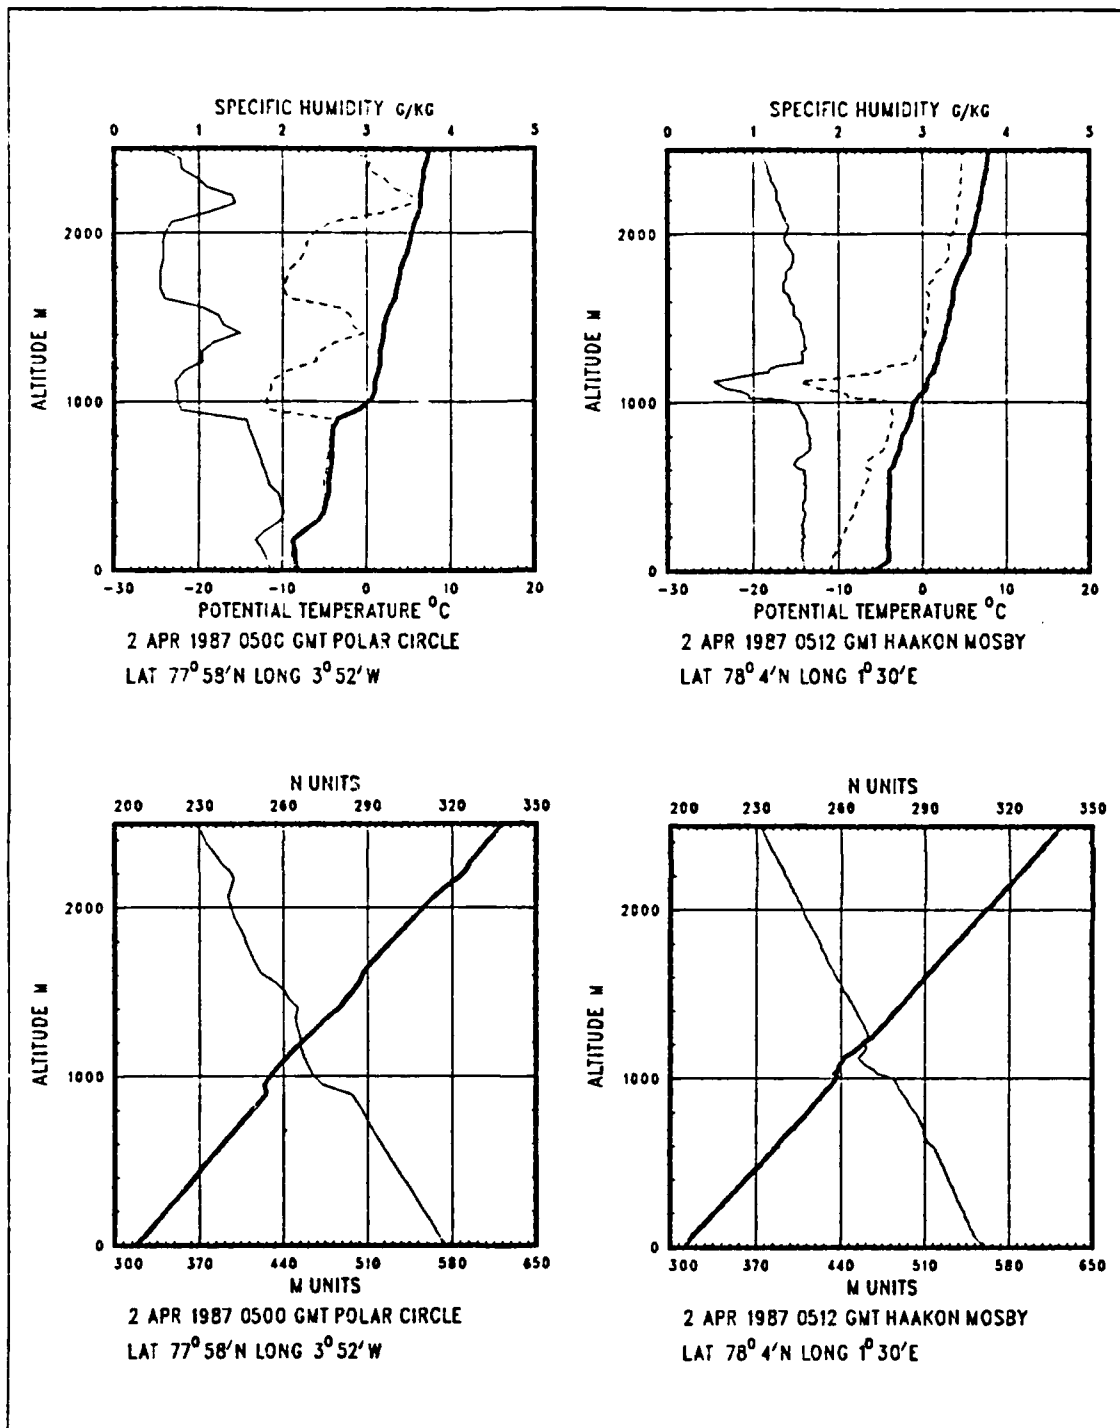 SPECIFIC HUMIDITY G/KG
0 1 2 3 4 5
2000
1000
0
ALTITUDE M
-30 -20 -10 0 10 20
POTENTIAL TEMPERATURE °C
2 APR 1987 0500 GMT POLAR CIRCLE
LAT 77° 58'N LONG 3° 52'W
SPECIFIC HUMIDITY G/KG
0 1 2 3 4 5
2000
1000
0
ALTITUDE M
-30 -20 -10 0 10 20
POTENTIAL TEMPERATURE °C
2 APR 1987 0512 GMT HAAKON MOSBY
LAT 78° 4'N LONG 1° 30'E
N UNITS
200 230 260 290 320 350
2000
1000
0
ALTITUDE M
300 370 440 510 580 650
M UNITS
2 APR 1987 0500 GMT POLAR CIRCLE
LAT 77° 58'N LONG 3° 52'W
N UNITS
200 230 260 290 320 350
2000
1000
0
ALTITUDE M
300 370 440 510 580 650
M UNITS
2 APR 1987 0512 GMT HAAKON MOSBY
LAT 78° 4'N LONG 1° 30'E